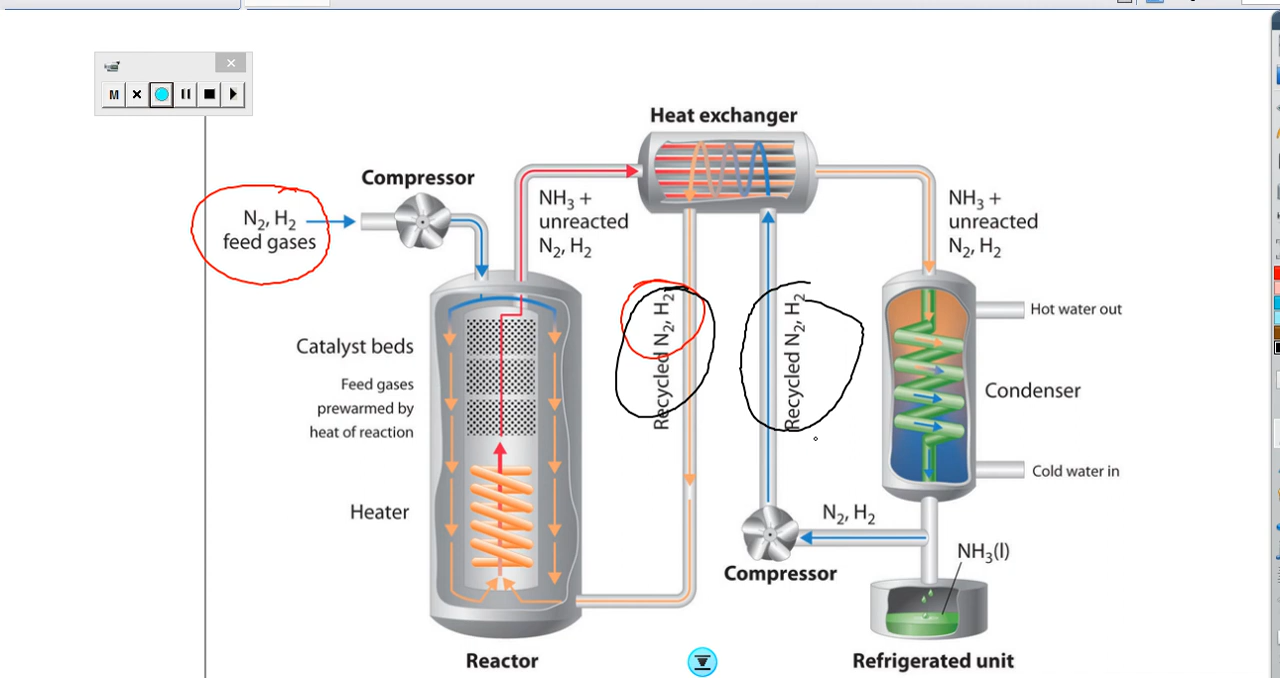 M
Heat exchanger
Compressor
N₂, H₂
feed gases
NH₃ +
unreacted
N₂, H₂
NH₃ +
unreacted
N₂, H₂
Catalyst beds
Feed gases
prewarmed by
heat of reaction
Heater
Recycled N₂, H₂
Recycled N₂, H₂
Hot water out
Condenser
Cold water in
N₂, H₂
Compressor
NH₃(l)
Reactor
Refrigerated unit